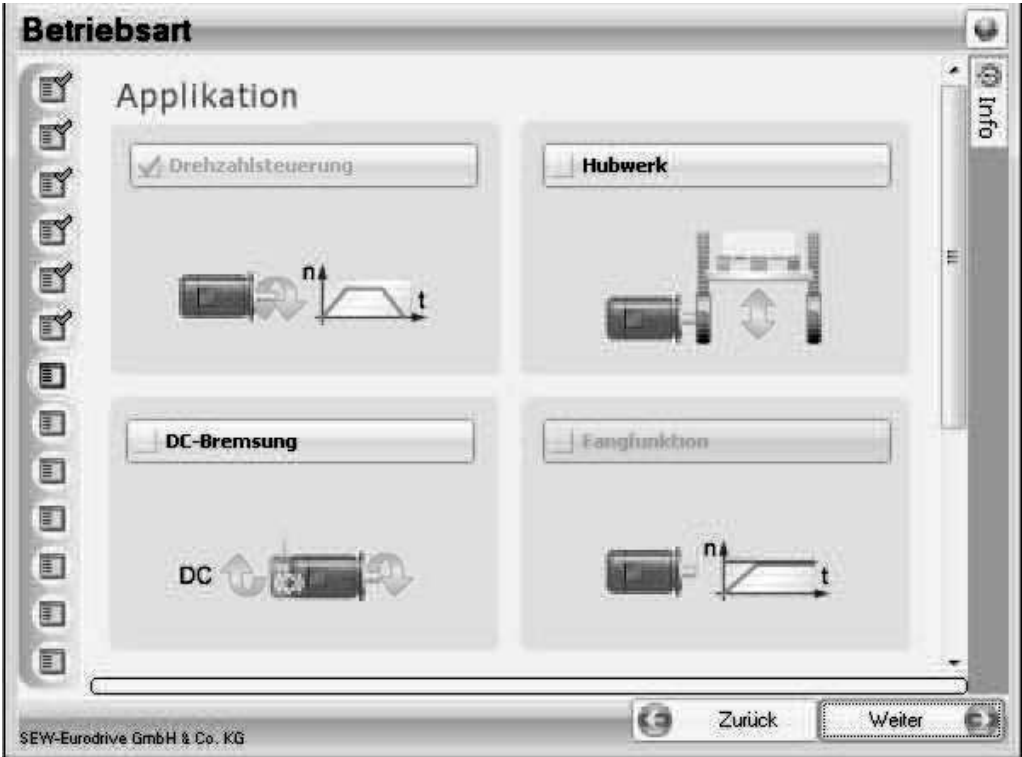 Betriebsart
Info
Applikation
Drehzahlsteuerung
Hubwerk
n
t
DC-Bremsung
Fangfunktion
DC
n
t
Zurück
Weiter
SEW-Eurodrive GmbH & Co. KG